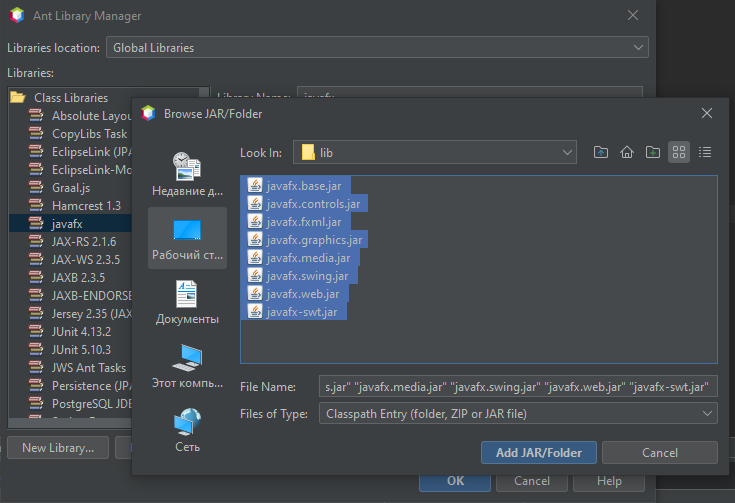 Ant Library Manager
Libraries location: Global Libraries
Libraries:
Class Libraries
Absolute Layou
CopyLibs Task
EclipseLink (JPA
EclipseLink-Mo
Graal.js
Hamcrest 1.3
javafx
JAX-RS 2.1.6
JAX-WS 2.3.5
JAXB 2.3.5
JAXB-ENDORSE
Jersey 2.35 (JAX
JUnit 4.13.2
JUnit 5.10.3
JWS Ant Tasks
Persistence (JPA
PostgreSQL JDB
New Library...
Library Name: javafx
Browse JAR/Folder
Look In: lib
Недавние д...
Рабочий ст...
Документы
Этот компь...
Сеть
javafx.base.jar
javafx.controls.jar
javafx.fxml.jar
javafx.graphics.jar
javafx.media.jar
javafx.swing.jar
javafx.web.jar
javafx-swt.jar
File Name: s.jar" "javafx.media.jar" "javafx.swing.jar" "javafx.web.jar" "javafx-swt.jar"
Files of Type: Classpath Entry (folder, ZIP or JAR file)
Add JAR/Folder Cancel
OK Cancel Help